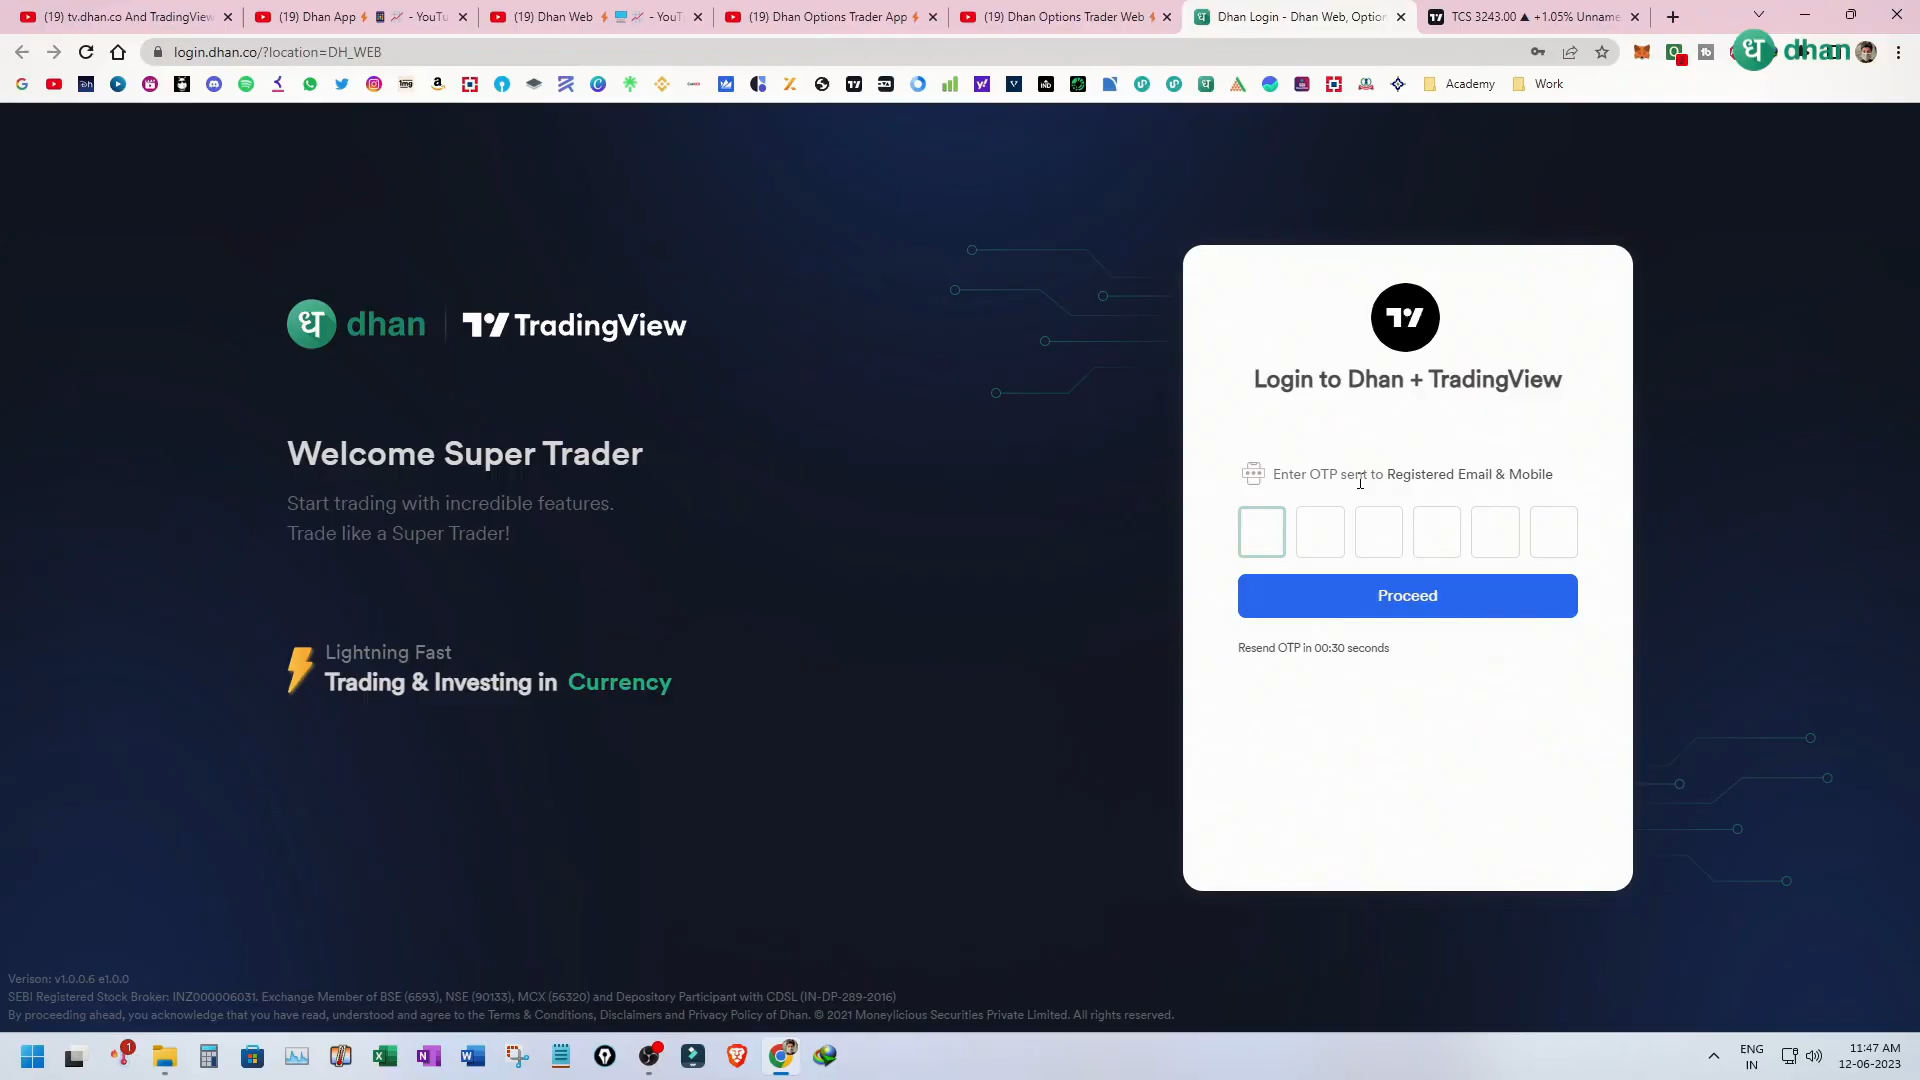 (19) tv.dhan.co And TradingView
(19) Dhan App
- YouTu
(19) Dhan Web
- YouT
(19) Dhan Options Trader App
(19) Dhan Options Trader Web
Dhan Login - Dhan Web, Option
TCS 3243.00 ▲ +1.05% Unname
login.dhan.co/?location=DH_WEB
ध dhan
Academy
Work
ध dhan
TradingView
Login to Dhan + TradingView
Welcome Super Trader
Start trading with incredible features.
Trade like a Super Trader!
Enter OTP sent to Registered Email & Mobile
Proceed
Resend OTP in 00:30 seconds
Lightning Fast
Trading & Investing in Currency
Verison: v1.0.0.6 e1.0.0
SEBI Registered Stock Broker: INZ000006031. Exchange Member of BSE (6593), NSE (90133), MCX (56320) and Depository Participant with CDSL (IN-DP-289-2016)
By proceeding ahead, you acknowledge that you have read, understood and agree to the Terms & Conditions, Disclaimers and Privacy Policy of Dhan. © 2021 Moneylicious Securities Private Limited. All rights reserved.
1
ENG
IN
11:47 AM
12-06-2023